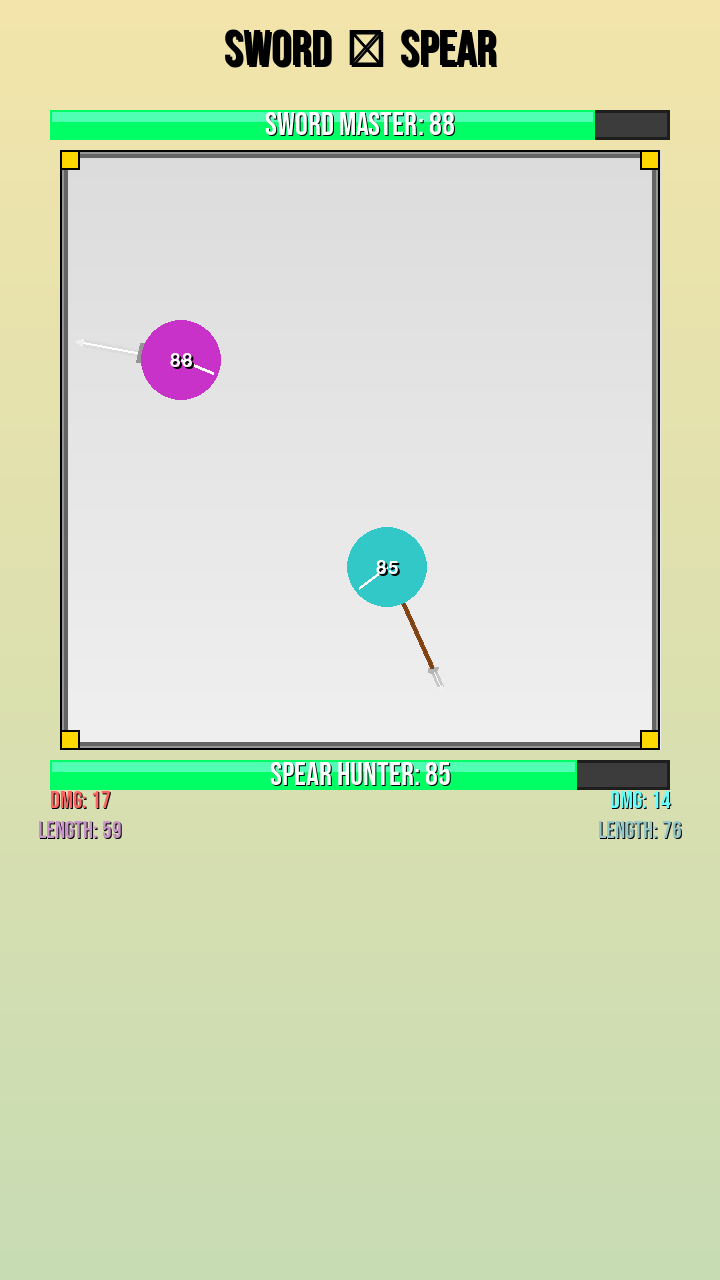 SWORD ☒ SPEAR
SWORD MASTER: 88
88
85
SPEAR HUNTER: 85
DMG: 17
DMG: 14
LENGTH: 59
LENGTH: 76